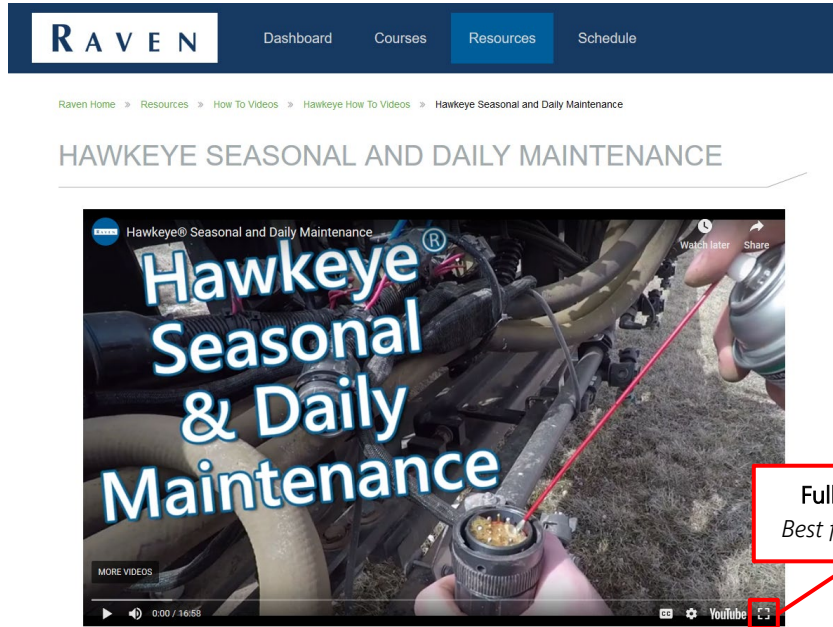 RAVEN Dashboard Courses Resources Schedule
Raven Home » Resources » How To Videos » Hawkeye How To Videos » Hawkeye Seasonal and Daily Maintenance
HAWKEYE SEASONAL AND DAILY MAINTENANCE
RAVEN Hawkeye® Seasonal and Daily Maintenance
Watch later Share
Hawkeye®
Seasonal
& Daily
Maintenance
Full
Best f
MORE VIDEOS
0:00 / 16:58 CC YouTube